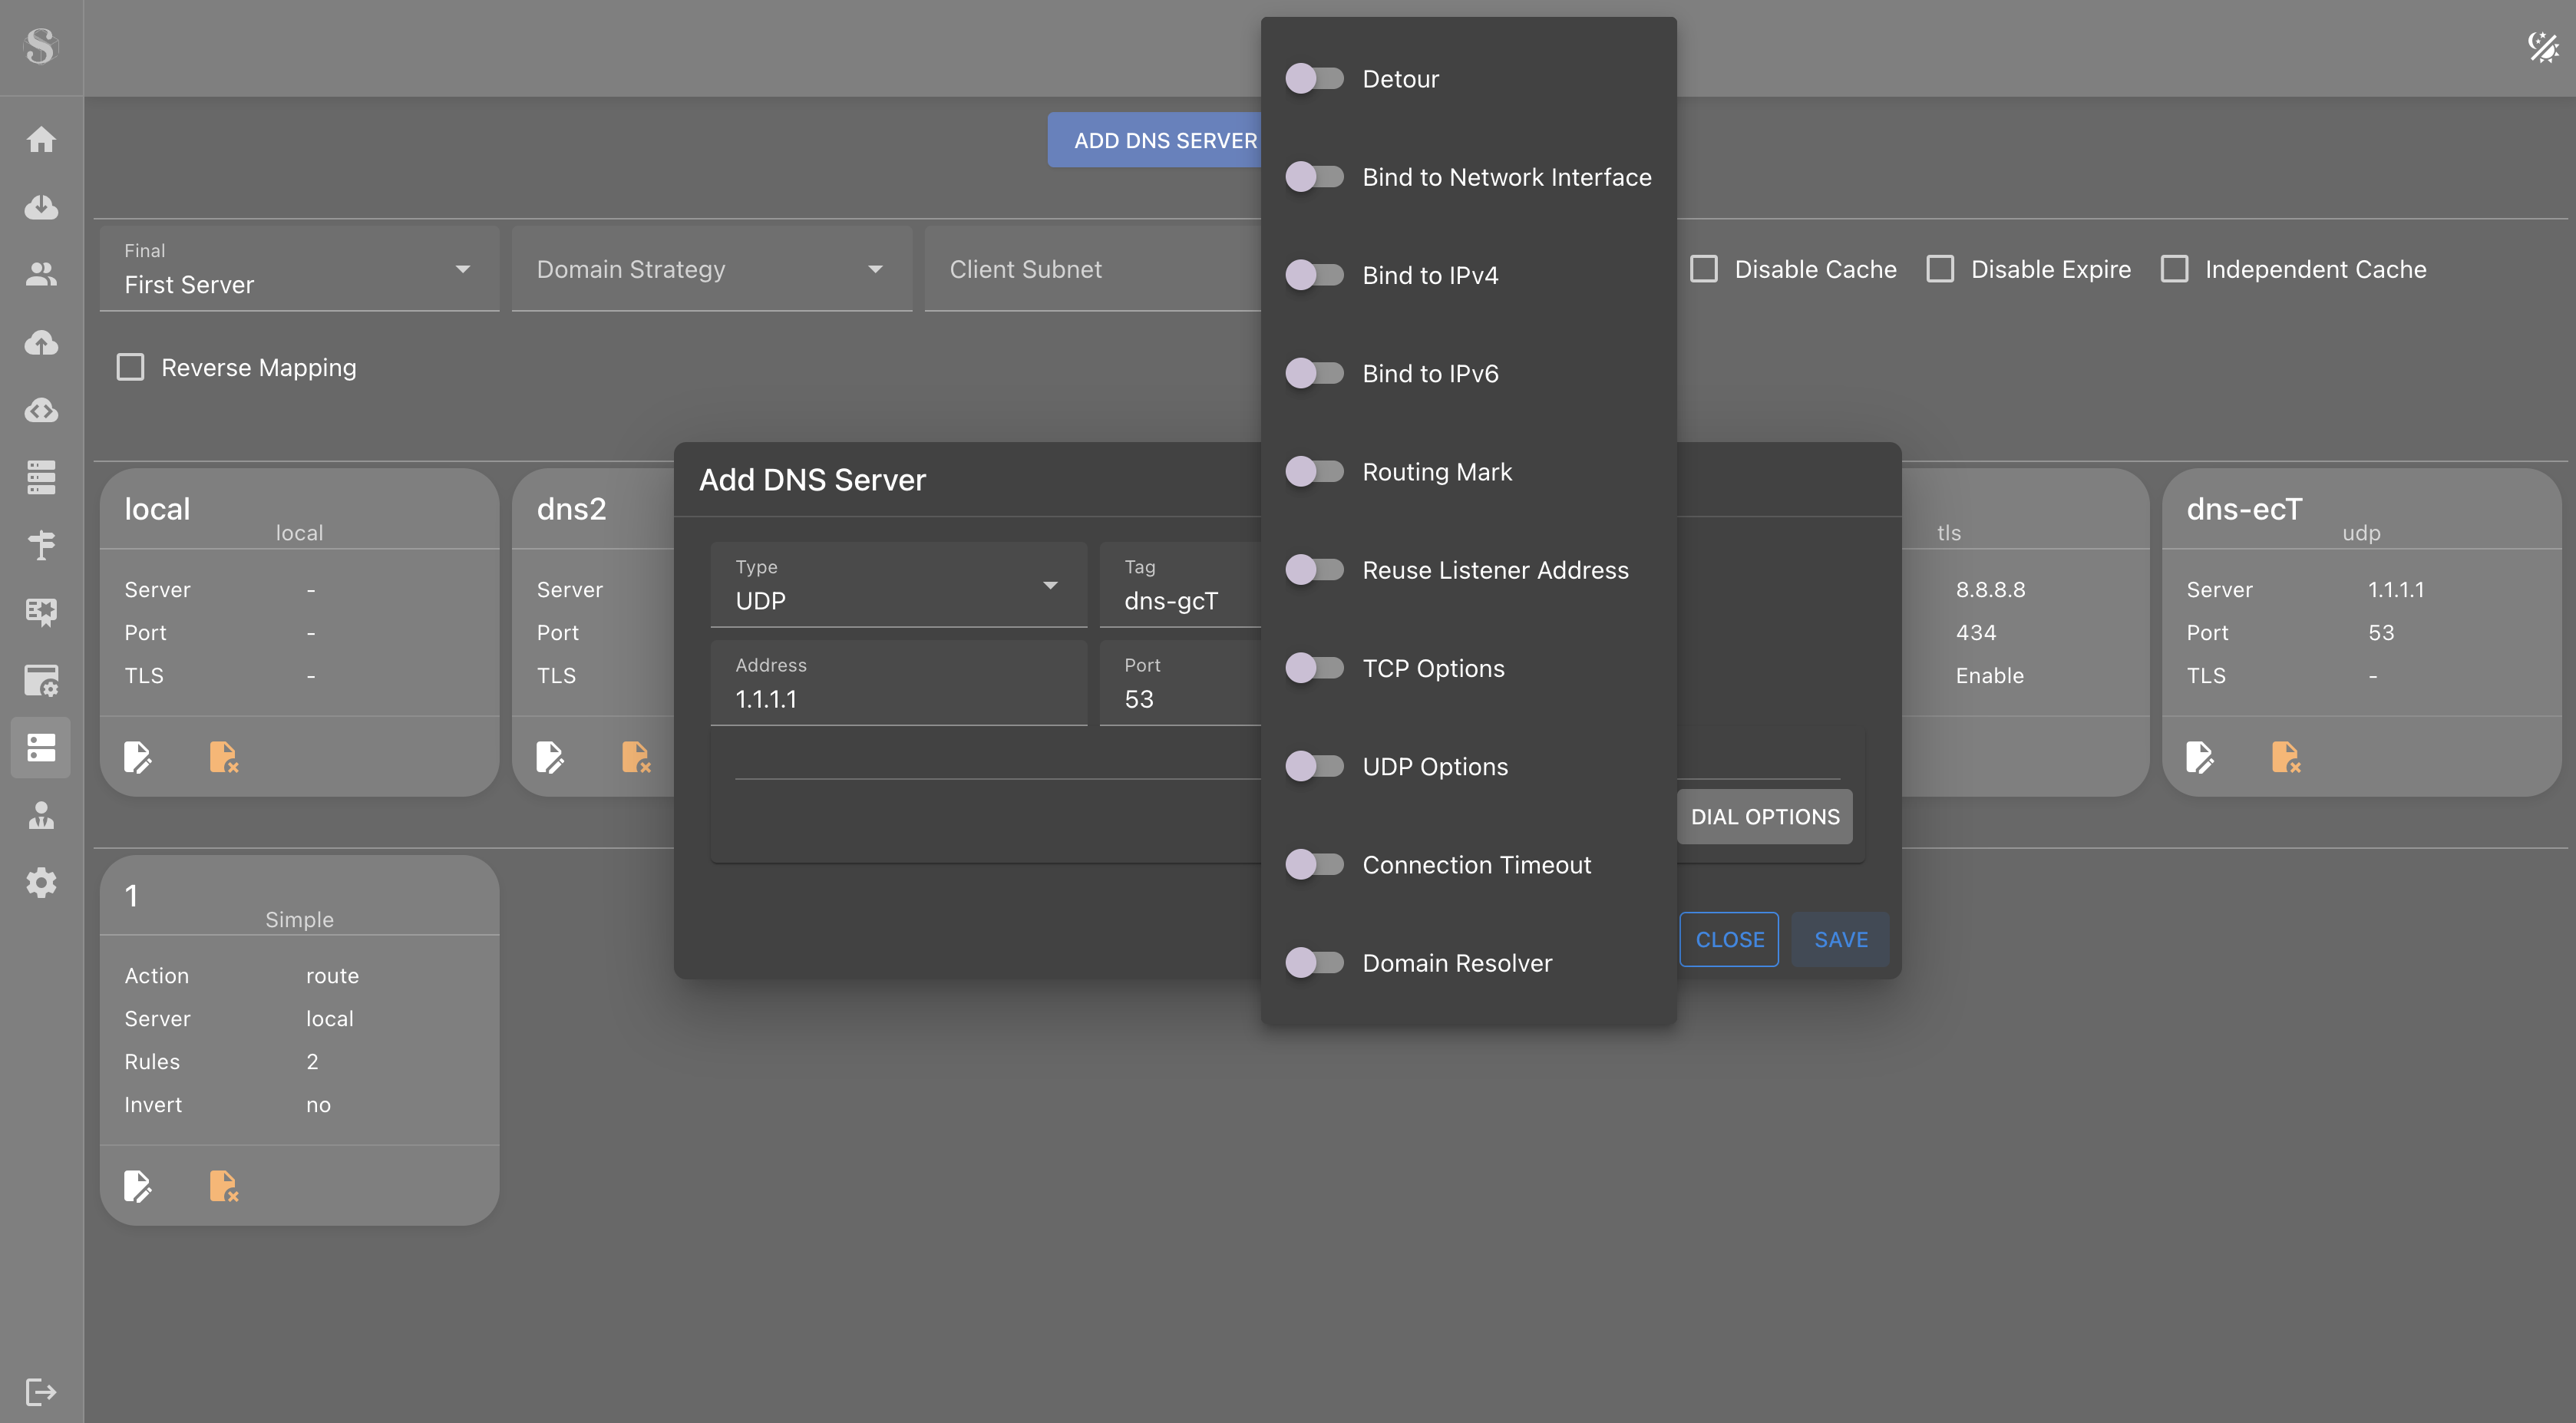 S
ADD DNS SERVER
Final
First Server
Domain Strategy
Client Subnet
Disable Cache
Disable Expire
Independent Cache
Reverse Mapping
local
local
Server -
Port -
TLS -
dns2
Server
Port
TLS
tls
8.8.8.8
434
Enable
dns-ecT
udp
Server 1.1.1.1
Port 53
TLS -
1
Simple
Action route
Server local
Rules 2
Invert no
Add DNS Server
Type
UDP
Tag
dns-gcT
Address
1.1.1.1
Port
53
DIAL OPTIONS
CLOSE
SAVE
Detour
Bind to Network Interface
Bind to IPv4
Bind to IPv6
Routing Mark
Reuse Listener Address
TCP Options
UDP Options
Connection Timeout
Domain Resolver